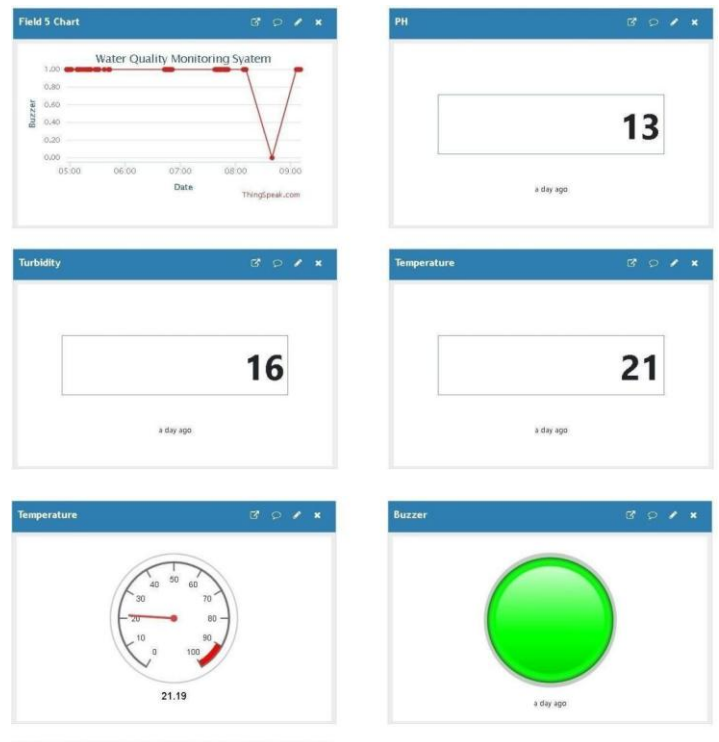 Field 5 Chart
Water Quality Monitoring Syatem
1.00
0.80
0.60
0.40
0.20
0.00
Buzzer
05:00 06:00 07:00 08:00 09:00
Date
ThingSpeak.com
PH
13
a day ago
Turbidity
16
a day ago
Temperature
21
a day ago
Temperature
0 10 20 30 40 50 60 70 80 90 100
21.19
Buzzer
a day ago